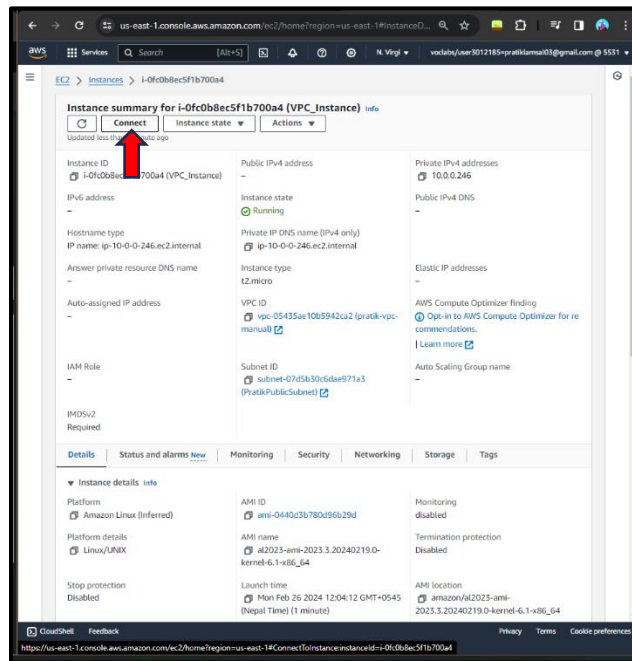 us-east-1.console.aws.amazon.com/ec2/home?region=us-east-1#InstanceD...
aws Services Search [Alt+S] N. Virgi voclabs/user3012185=pratiklamsal03@gmail.com @ 5531
EC2 > Instances > i-0fc0b8ec5f1b700a4
Instance summary for i-0fc0b8ec5f1b700a4 (VPC_Instance) Info
Connect Instance state Actions
Updated less than a minute ago
Instance ID
i-0fc0b8ec5f1b700a4 (VPC_Instance)
Public IPv4 address
–
Private IPv4 addresses
10.0.0.246
IPv6 address
–
Instance state
Running
Public IPv4 DNS
–
Hostname type
IP name: ip-10-0-0-246.ec2.internal
Private IP DNS name (IPv4 only)
ip-10-0-0-246.ec2.internal
Answer private resource DNS name
–
Instance type
t2.micro
Elastic IP addresses
–
Auto-assigned IP address
–
VPC ID
vpc-05435ae10b5942ca2 (pratik-vpc-
manual)
AWS Compute Optimizer finding
Opt-in to AWS Compute Optimizer for re
commendations.
| Learn more
IAM Role
–
Subnet ID
subnet-07d5b30c6dae971a3
(PratikPublicSubnet)
Auto Scaling Group name
–
IMDSv2
Required
Details Status and alarms New Monitoring Security Networking Storage Tags
Instance details Info
Platform
Amazon Linux (Inferred)
AMI ID
ami-0440d3b780d96b29d
Monitoring
disabled
Platform details
Linux/UNIX
AMI name
al2023-ami-2023.3.20240219.0-
kernel-6.1-x86_64
Termination protection
Disabled
Stop protection
Disabled
Launch time
Mon Feb 26 2024 12:04:12 GMT+0545
(Nepal Time) (1 minute)
AMI location
amazon/al2023-ami-
2023.3.20240219.0-kernel-6.1-x86_64
CloudShell Feedback Privacy Terms Cookie preferences
https://us-east-1.console.aws.amazon.com/ec2/home?region=us-east-1#ConnectToInstance:instanceId=i-0fc0b8ec5f1b700a4